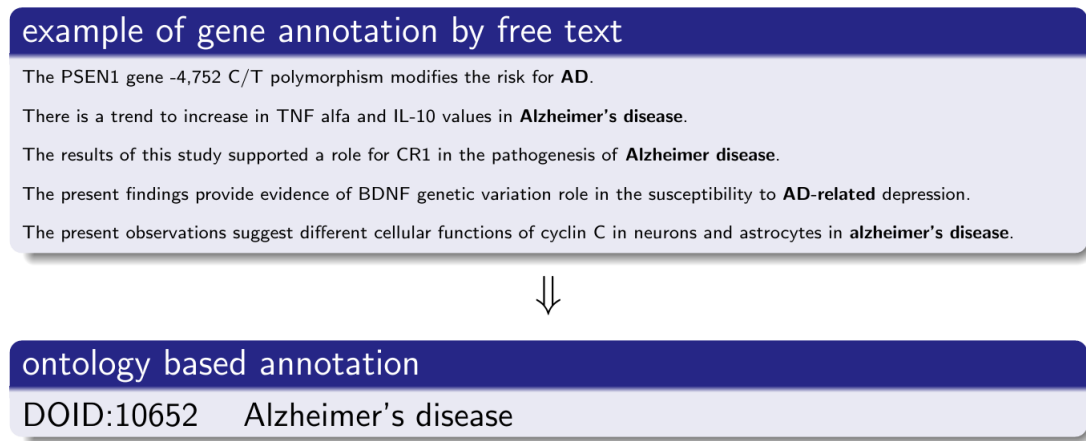 example of gene annotation by free text
The PSEN1 gene -4,752 C/T polymorphism modifies the risk for AD.
There is a trend to increase in TNF alfa and IL-10 values in Alzheimer's disease.
The results of this study supported a role for CR1 in the pathogenesis of Alzheimer disease.
The present findings provide evidence of BDNF genetic variation role in the susceptibility to AD-related depression.
The present observations suggest different cellular functions of cyclin C in neurons and astrocytes in alzheimer's disease.
⇓
ontology based annotation
DOID:10652 Alzheimer's disease